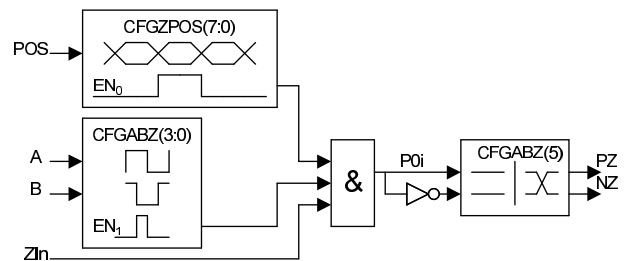 CFGZPOS(7:0)
POS
EN0
CFGABZ(3:0)
A
B
EN1
ZIn
&
P0i
CFGABZ(5)
PZ
NZ